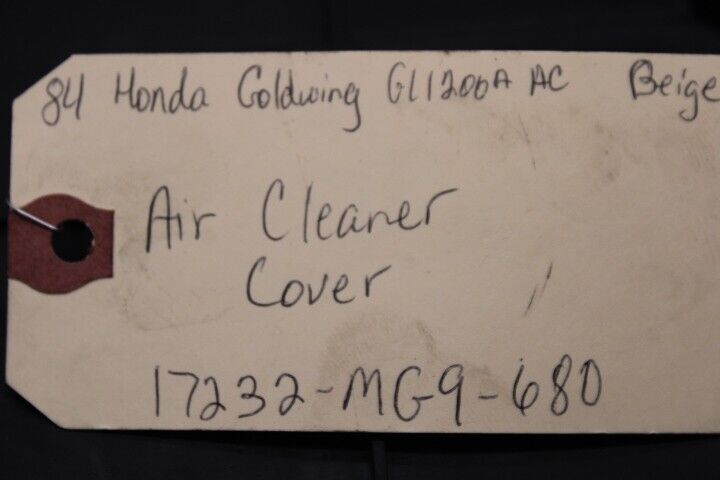 84 Honda Goldwing GL1200A AC Beige
Air Cleaner
Cover
17232-MG9-680